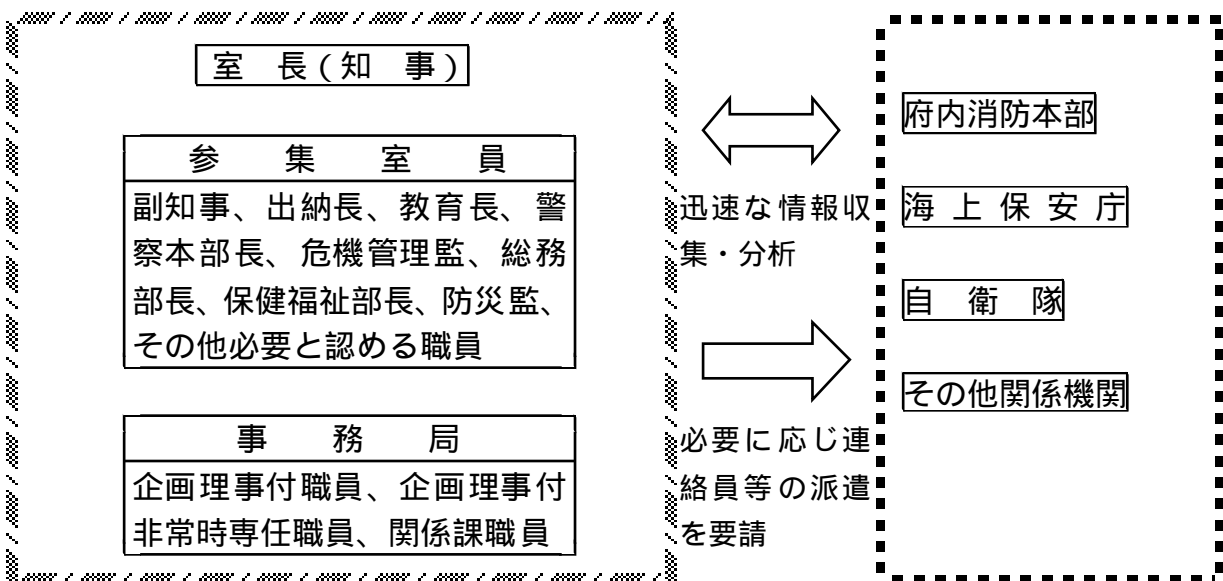 室 長(知 事)
参 集 室 員
副知事、出納長、教育長、警
察本部長、危機管理監、総務
部長、保健福祉部長、防災監、
その他必要と認める職員
事 務 局
企画理事付職員、企画理事付
非常時専任職員、関係課職員
迅速な情報収
集・分析
必要に応じ連
絡員等の派遣
を要請
府内消防本部
海上保安庁
自 衛 隊
その他関係機関